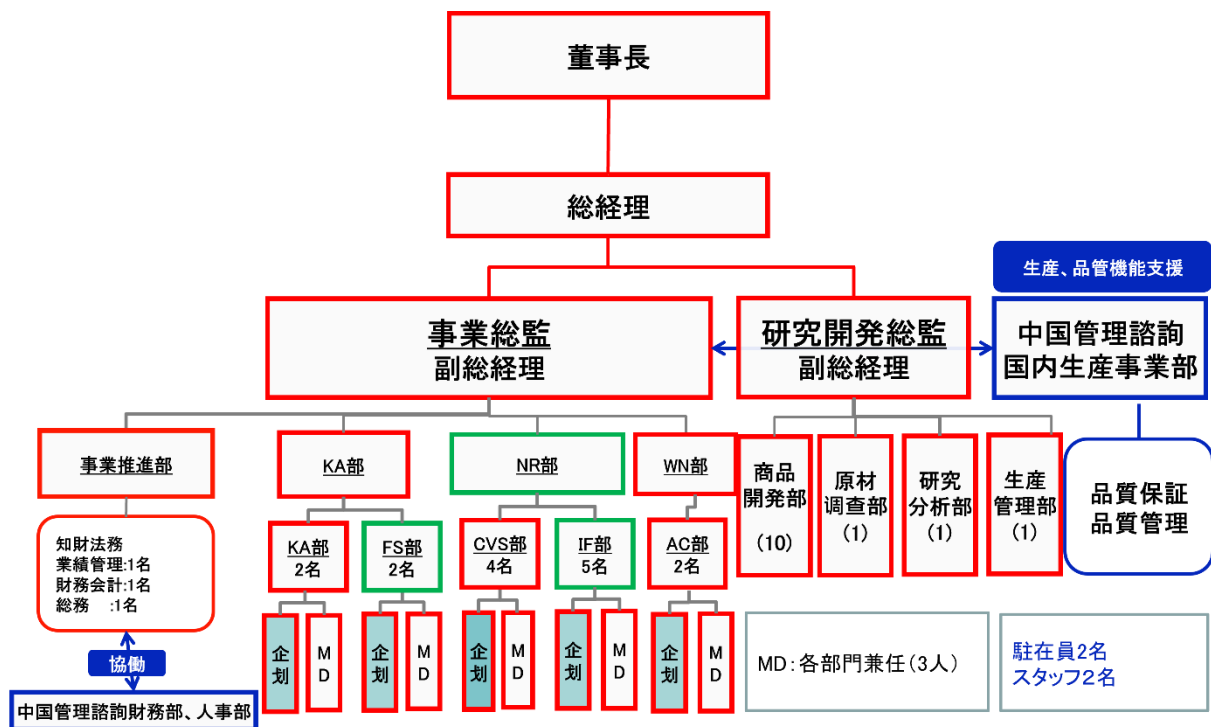 董事長
総経理
生産、品管機能支援
事業総監
副総経理
研究開発総監
副総経理
中国管理諮詢
国内生産事業部
事業推進部
KA部
NR部
WN部
商品
開発部
(10)
原材
調査部
(1)
研究
分析部
(1)
生産
管理部
(1)
品質保証
品質管理
知財法務
業績管理:1名
財務会計:1名
総務　:1名
KA部
2名
FS部
2名
CVS部
4名
IF部
5名
AC部
2名
協働
中国管理諮詢財務部、人事部
企划
MD
企划
MD
企划
MD
企划
MD
企划
MD
MD:各部門兼任(3人)
駐在員2名
スタッフ2名